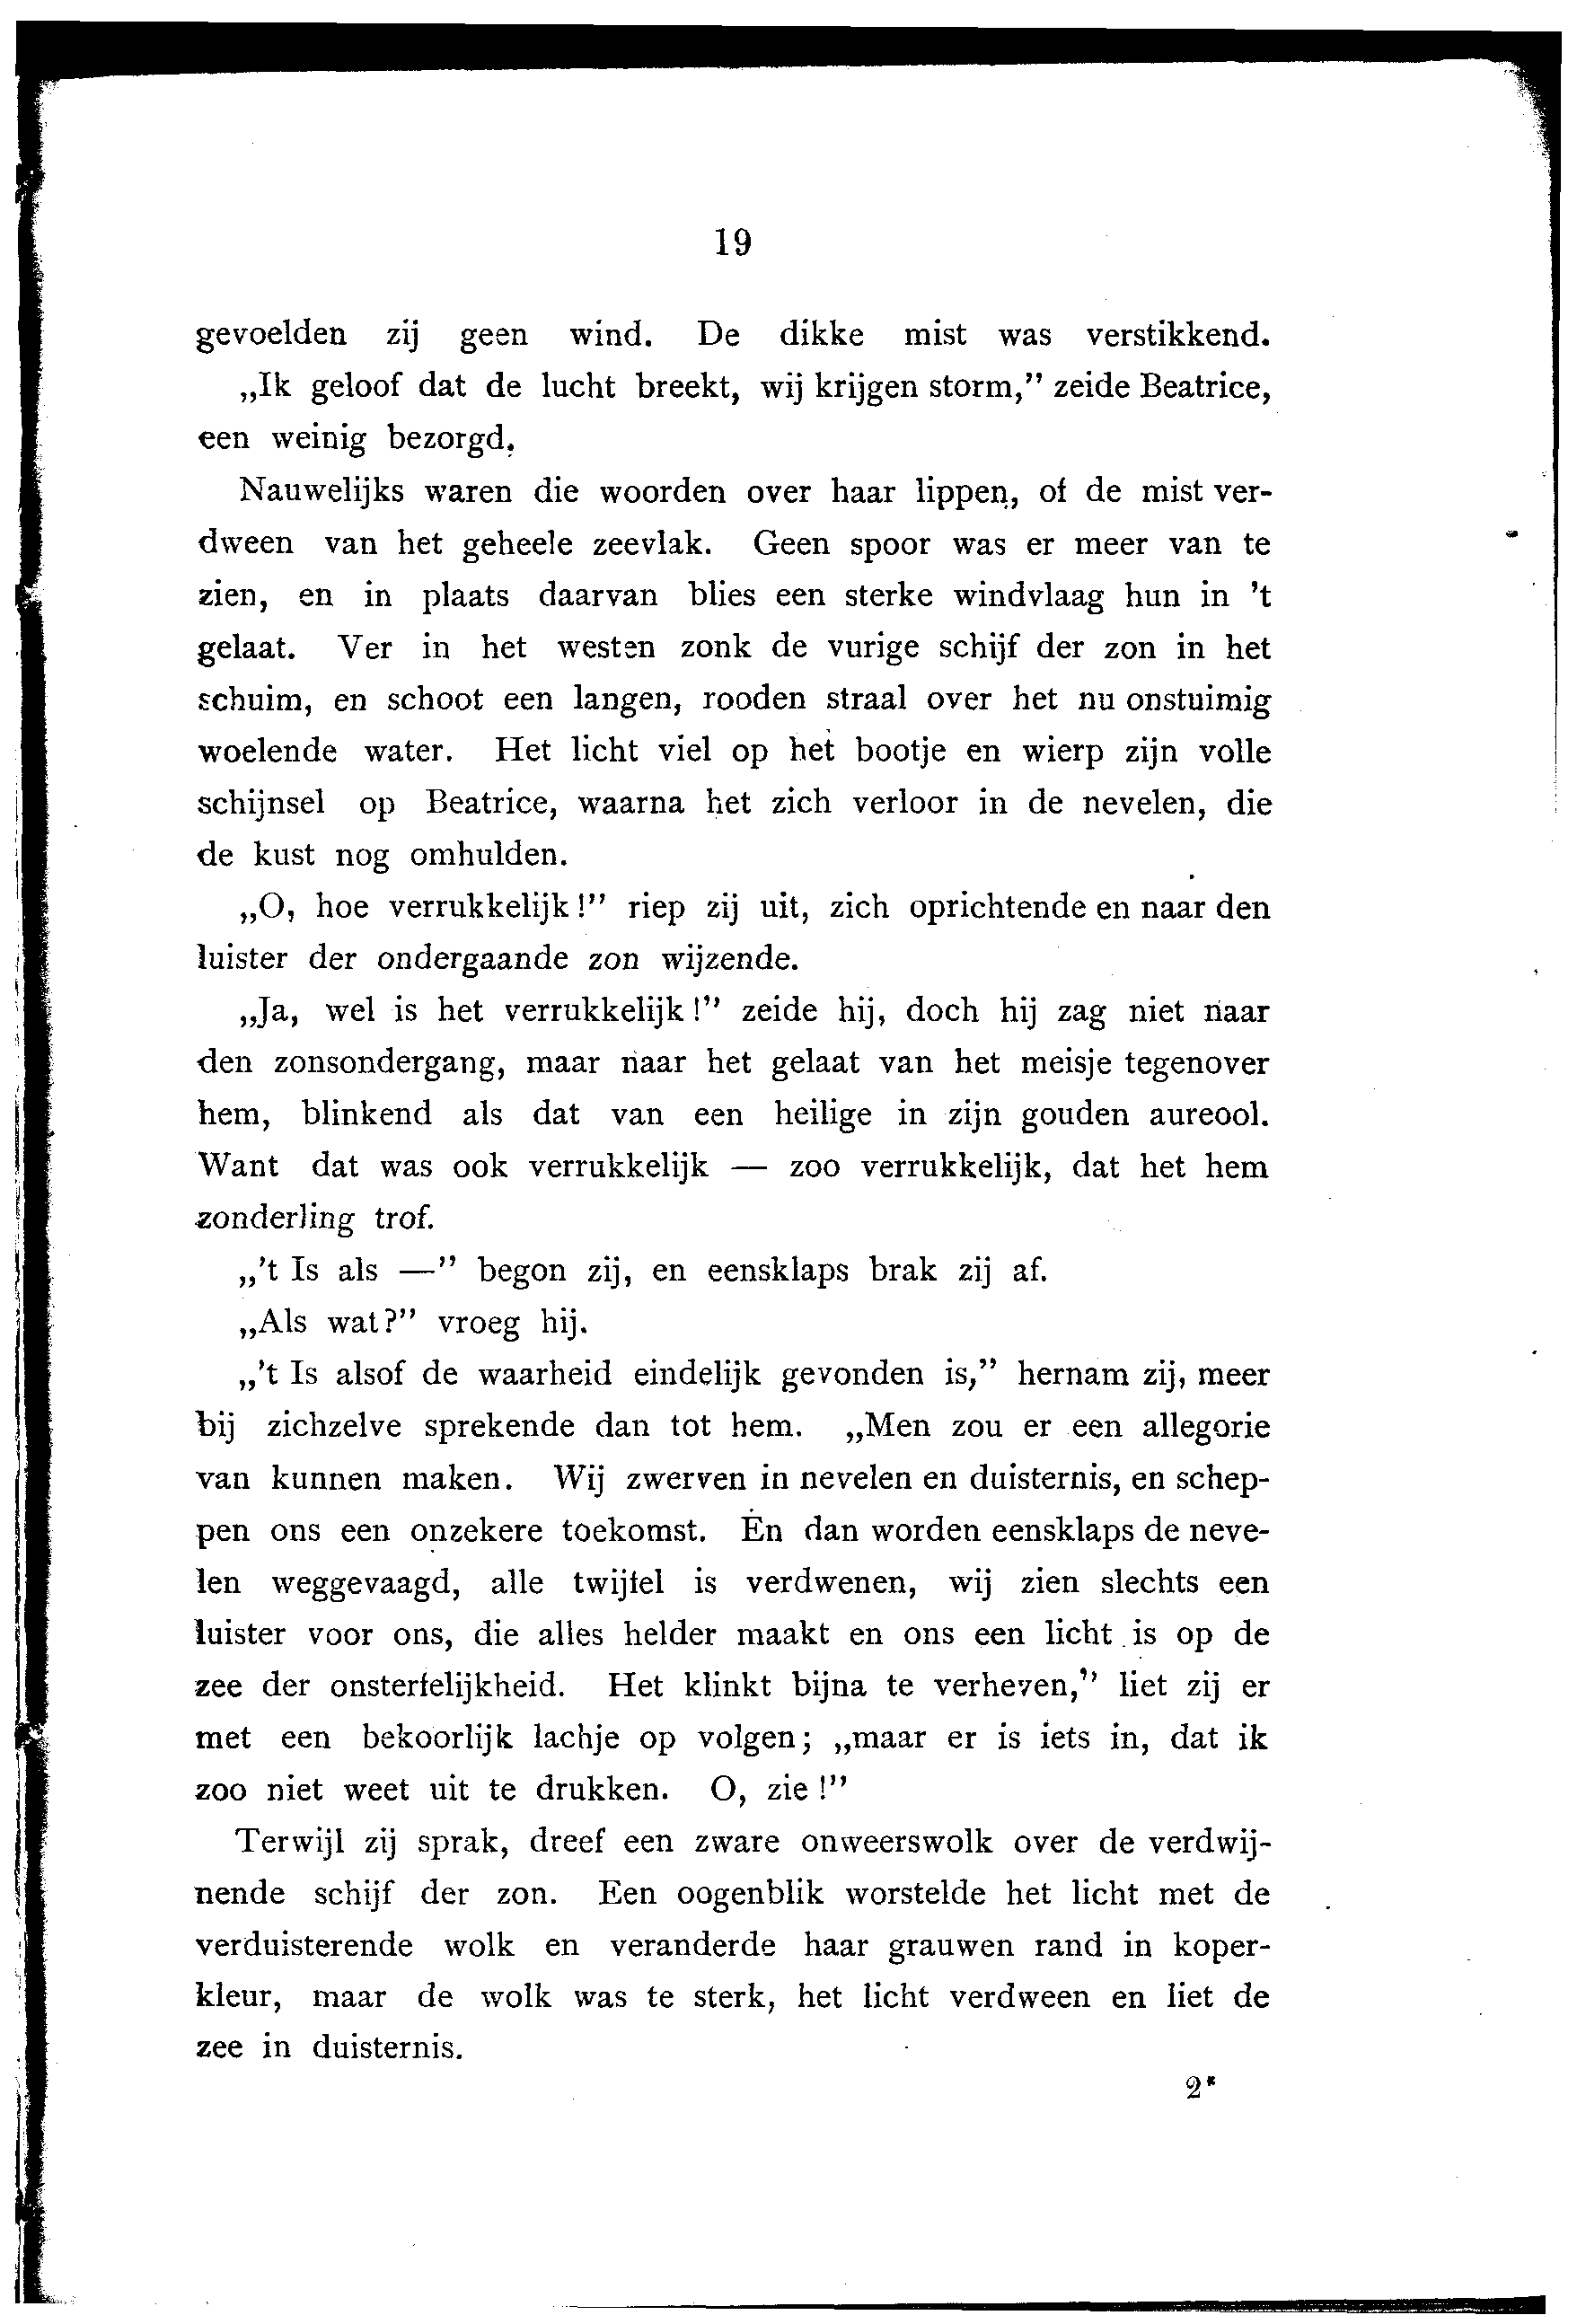 19
gevoelden zij geen wind. De dikke mist was verstikkend.
„Ik geloof dat de lucht breekt, wij krijgen storm,” zeide Beatrice,
een weinig bezorgd.
Nauwelijks waren die woorden over haar lippen, of de mist ver-
dween van het geheele zeevlak. Geen spoor was er meer van te
zien, en in plaats daarvan blies een sterke windvlaag hun in 't
gelaat. Ver in het westen zonk de vurige schijf der zon in het
schuim, en schoot een langen, rooden straal over het nu onstuimig
woelende water. Het licht viel op het bootje en wierp zijn volle
schijnsel op Beatrice, waarna het zich verloor in de nevelen, die
de kust nog omhulden.
„O, hoe verrukkelijk!” riep zij uit, zich oprichtende en naar den
luister der ondergaande zon wijzende.
„Ja, wel is het verrukkelijk!” zeide hij, doch hij zag niet naar
den zonsondergang, maar naar het gelaat van het meisje tegenover
hem, blinkend als dat van een heilige in zijn gouden aureool.
Want dat was ook verrukkelijk — zoo verrukkelijk, dat het hem
zonderling trof.
„'t Is als —” begon zij, en eensklaps brak zij af.
„Als wat?” vroeg hij.
„'t Is alsof de waarheid eindelijk gevonden is,” hernam zij, meer
bij zichzelve sprekende dan tot hem. „Men zou er een allegorie
van kunnen maken. Wij zwerven in nevelen en duisternis, en schep-
pen ons een onzekere toekomst. En dan worden eensklaps de neve-
len weggevaagd, alle twijfel is verdwenen, wij zien slechts een
luister voor ons, die alles helder maakt en ons een licht is op de
zee der onsterfelijkheid. Het klinkt bijna te verheven,” liet zij er
met een bekoorlijk lachje op volgen; „maar er is iets in, dat ik
zoo niet weet uit te drukken. O, zie!”
Terwijl zij sprak, dreef een zware onweerswolk over de verdwij-
nende schijf der zon. Een oogenblik worstelde het licht met de
verduisterende wolk en veranderde haar grauwen rand in koper-
kleur, maar de wolk was te sterk, het licht verdween en liet de
zee in duisternis.
2*